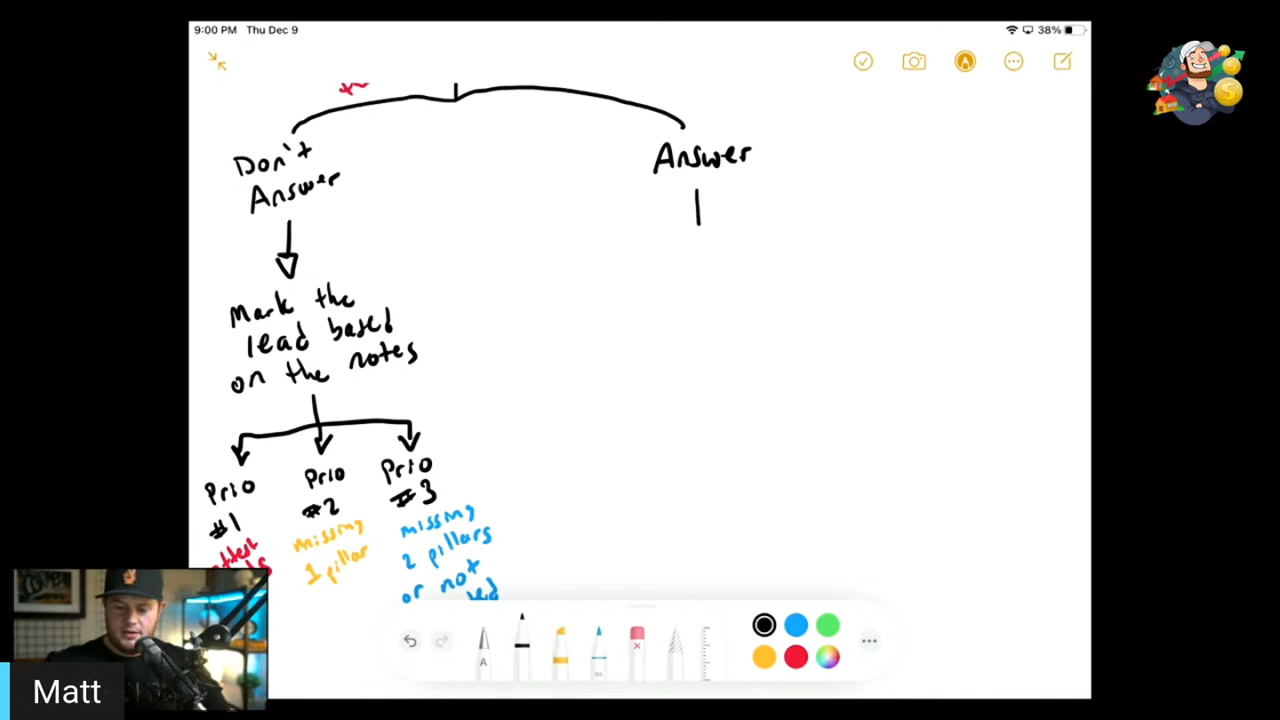 9:00 PM Thu Dec 9
38%
Don't
Answer
Answer
Mark the
lead based
on the notes
Prio
#1
Prio
#2
missing
1 pillar
Prio
#3
missing
2 pillars
or not
A
Matt